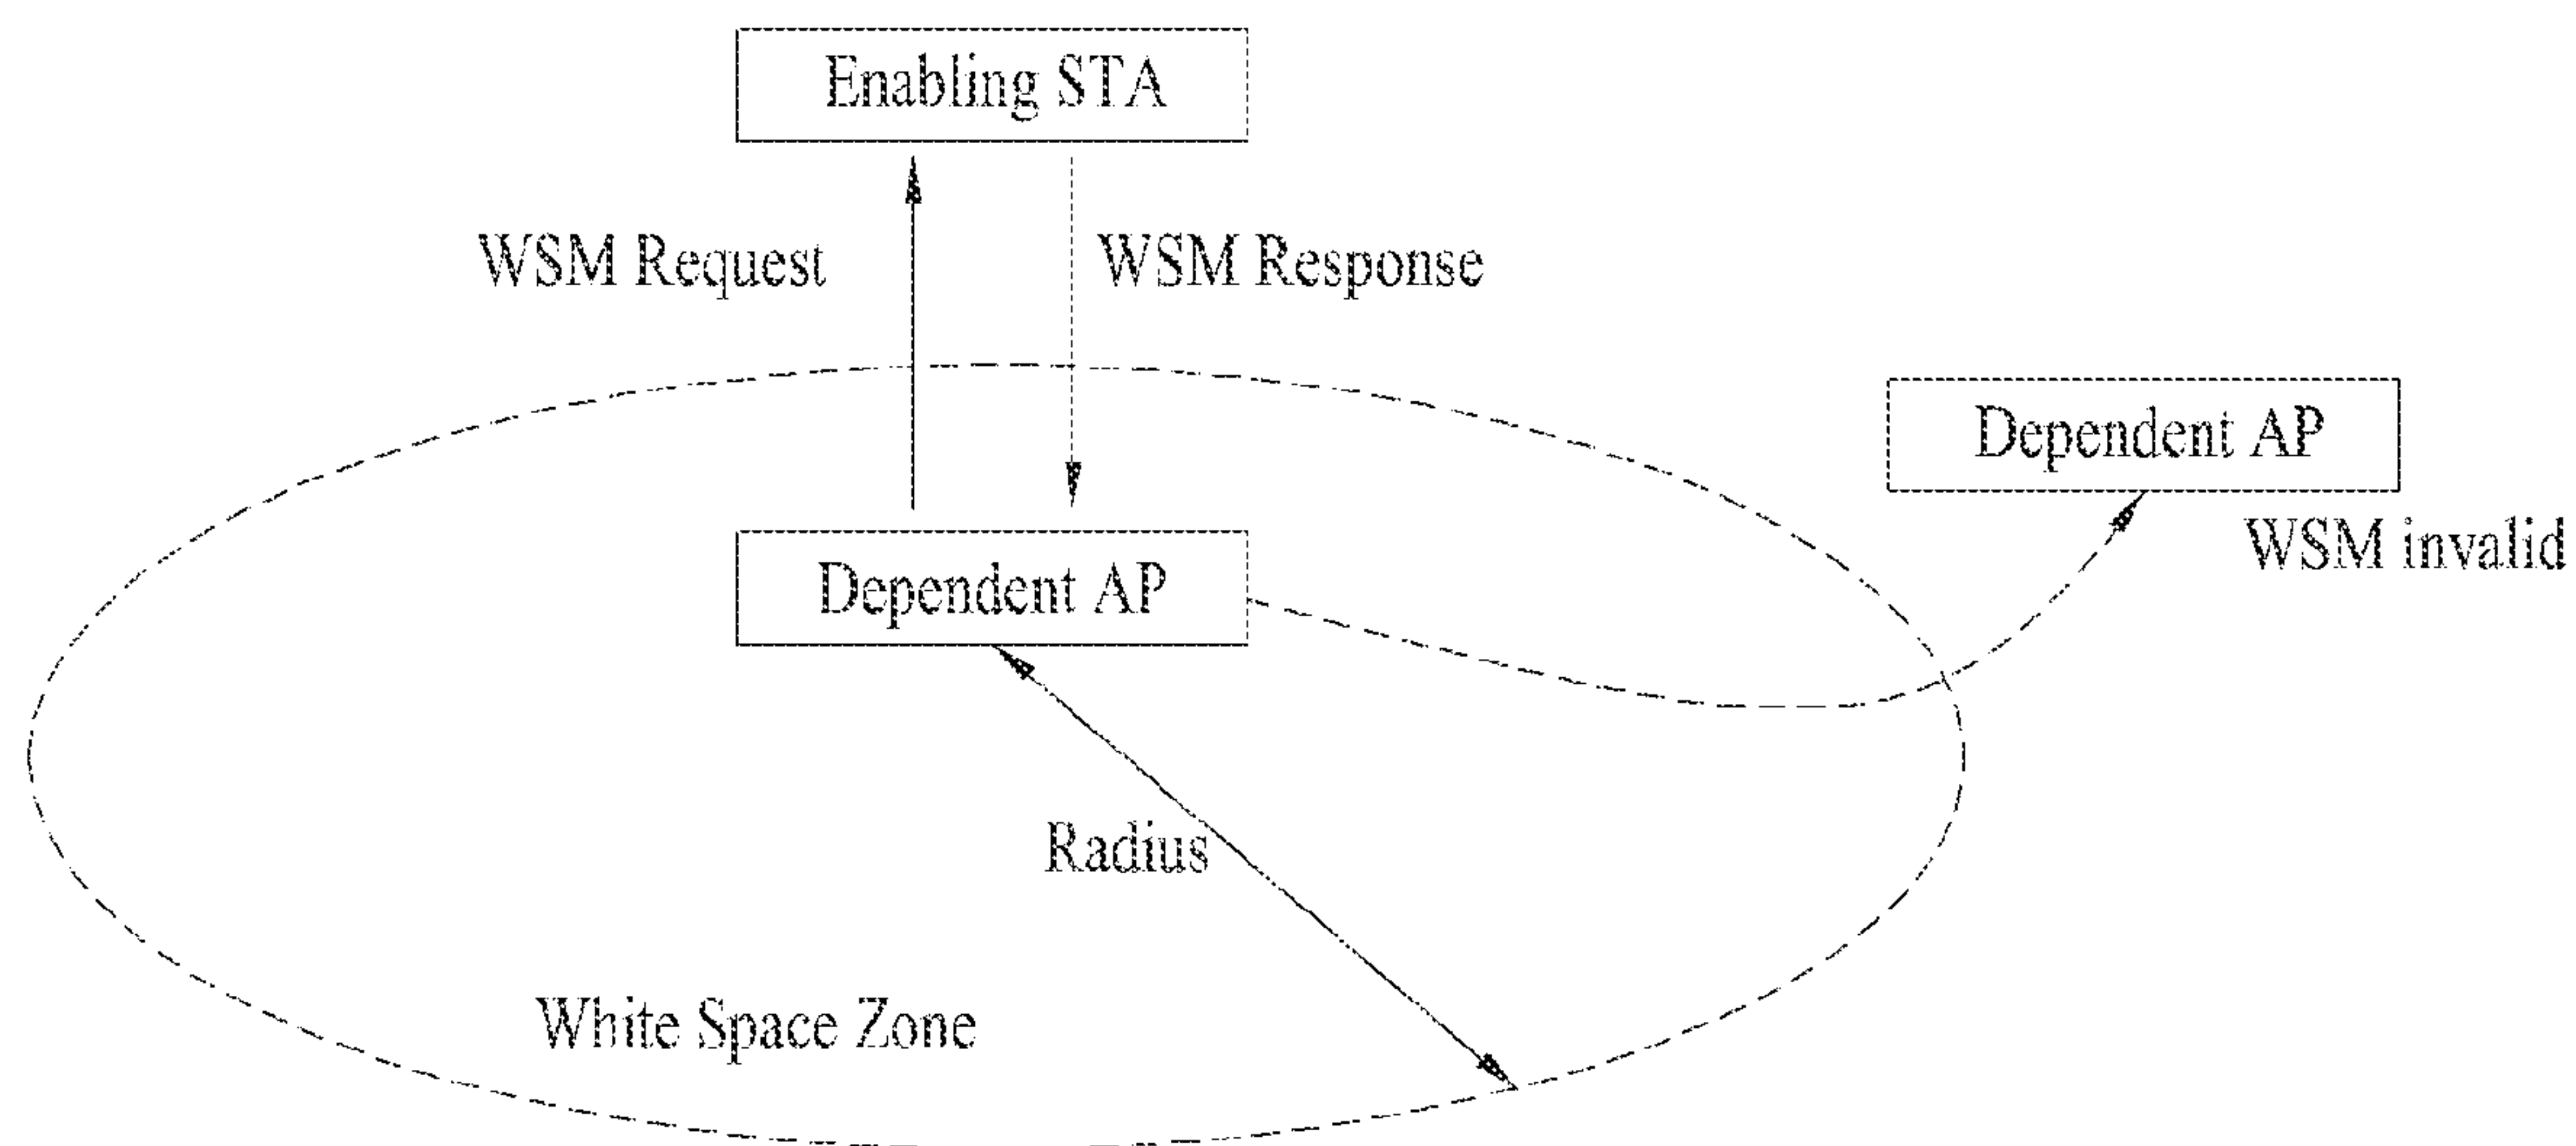 Enabling STA
WSM Request
WSM Response
Dependent AP
WSM invalid
Dependent AP
Radius
White Space Zone